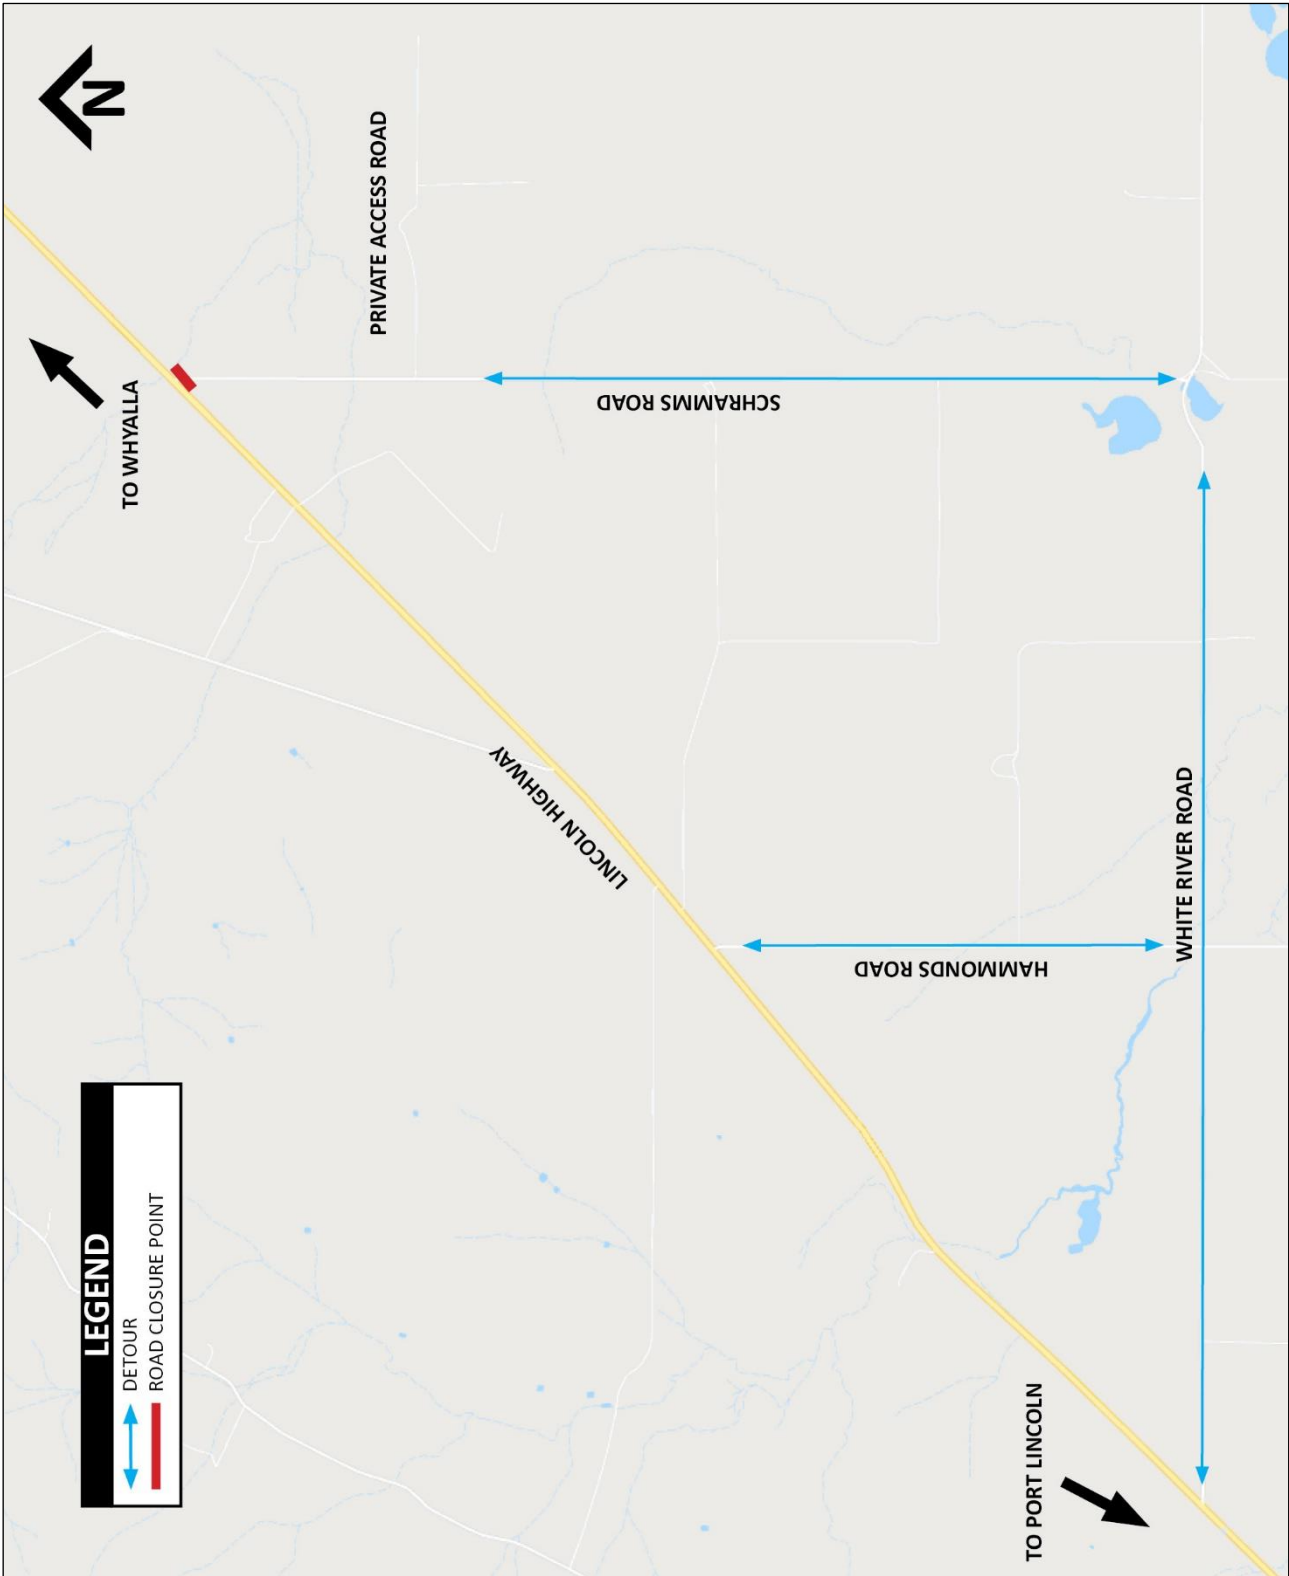 N
TO WHYALLA
PRIVATE ACCESS ROAD
SCHRAMMS ROAD
LINCOLN HIGHWAY
HAMMONDS ROAD
WHITE RIVER ROAD
TO PORT LINCOLN
LEGEND
DETOUR
ROAD CLOSURE POINT